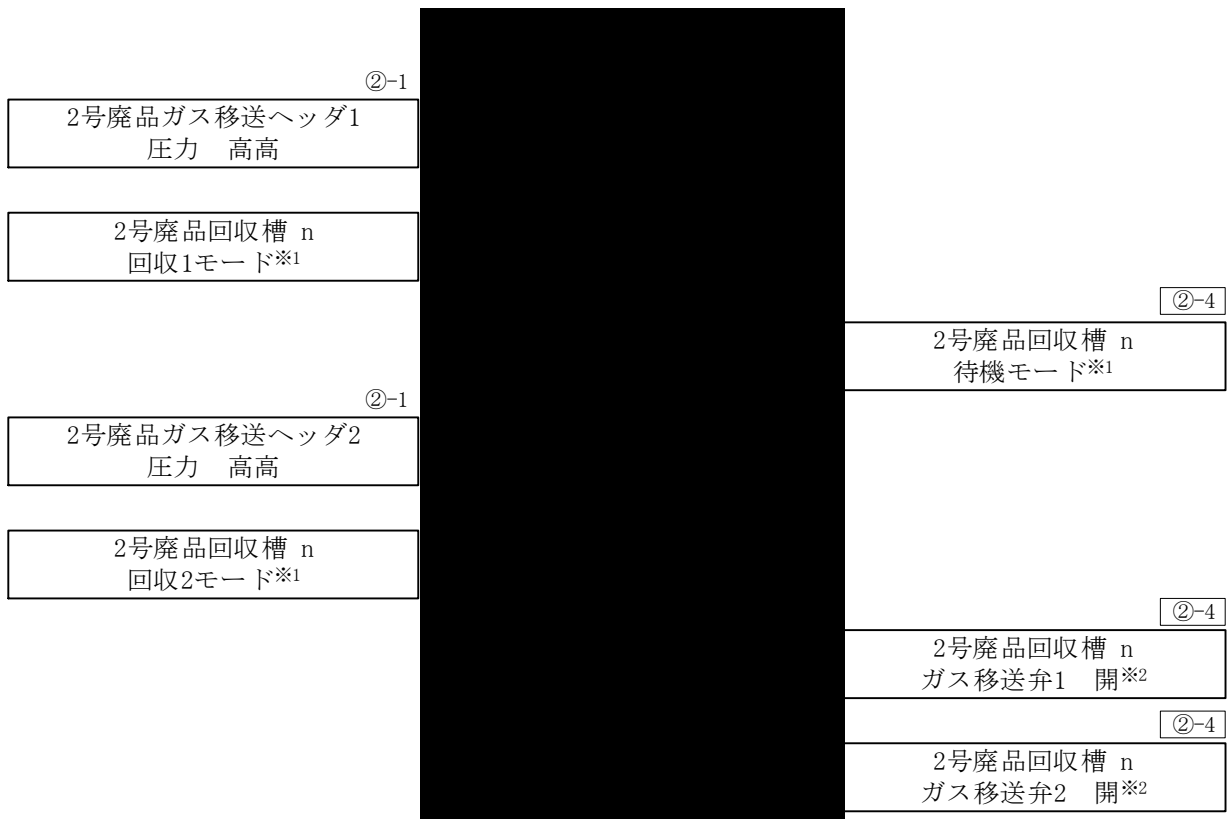 ②-1
2号廃品ガス移送ヘッダ1
圧力　高高
2号廃品回収槽 n
回収1モード※1
②-4
2号廃品回収槽 n
待機モード※1
②-1
2号廃品ガス移送ヘッダ2
圧力　高高
2号廃品回収槽 n
回収2モード※1
②-4
2号廃品回収槽 n
ガス移送弁1　開※2
②-4
2号廃品回収槽 n
ガス移送弁2　開※2